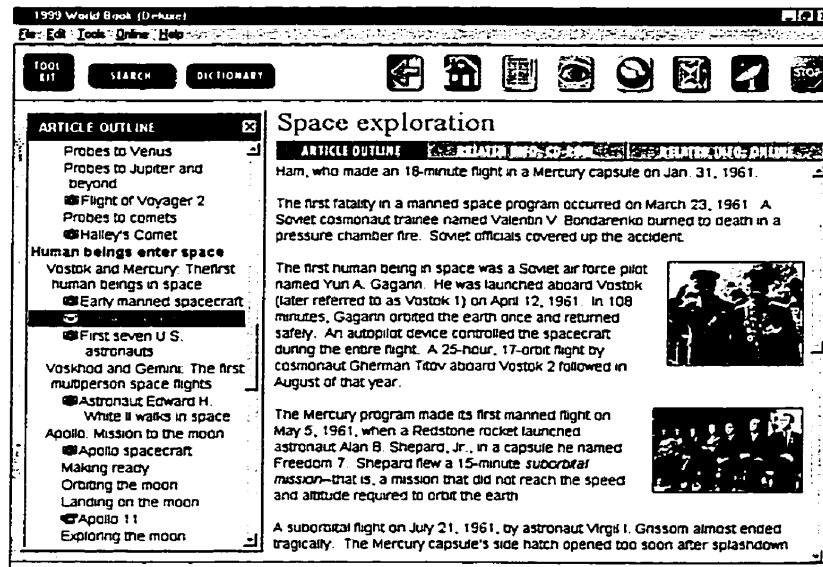 1999 World Book (Deluxe)
File Edit Tools Online Help
TOOL KIT
SEARCH
DICTIONARY
STOP
ARTICLE OUTLINE
Probes to Venus
Probes to Jupiter and
beyond
Flight of Voyager 2
Probes to comets
Halley's Comet
Human beings enter space
Vostok and Mercury: Thefirst
human beings in space
Early manned spacecraft
First seven U S.
astronauts
Voskhod and Gemini: The first
multiperson space flights
Astronaut Edward H.
White II walks in space
Apollo: Mission to the moon
Apollo spacecraft
Making ready
Orbiting the moon
Landing on the moon
Apollo 11
Exploring the moon
Space exploration
ARTICLE OUTLINE
RELATED INFO: CD-ROM
RELATED INFO: ONLINE
Ham, who made an 18-minute flight in a Mercury capsule on Jan. 31, 1961.
The first fatality in a manned space program occurred on March 23, 1961. A
Soviet cosmonaut trainee named Valentin V. Bondarenko burned to death in a
pressure chamber fire. Soviet officials covered up the accident.
The first human being in space was a Soviet air force pilot
named Yuri A. Gagarin. He was launched aboard Vostok
(later referred to as Vostok 1) on April 12, 1961. In 108
minutes, Gagarin orbited the earth once and returned
safely. An autopilot device controlled the spacecraft
during the entire flight. A 25-hour, 17-orbit flight by
cosmonaut Gherman Titov aboard Vostok 2 followed in
August of that year.
The Mercury program made its first manned flight on
May 5, 1961, when a Redstone rocket launched
astronaut Alan B. Shepard, Jr., in a capsule he named
Freedom 7. Shepard flew a 15-minute suborbital
mission—that is, a mission that did not reach the speed
and altitude required to orbit the earth
A suborbital flight on July 21, 1961, by astronaut Virgil I. Grissom almost ended
tragically. The Mercury capsule's side hatch opened too soon after splashdown